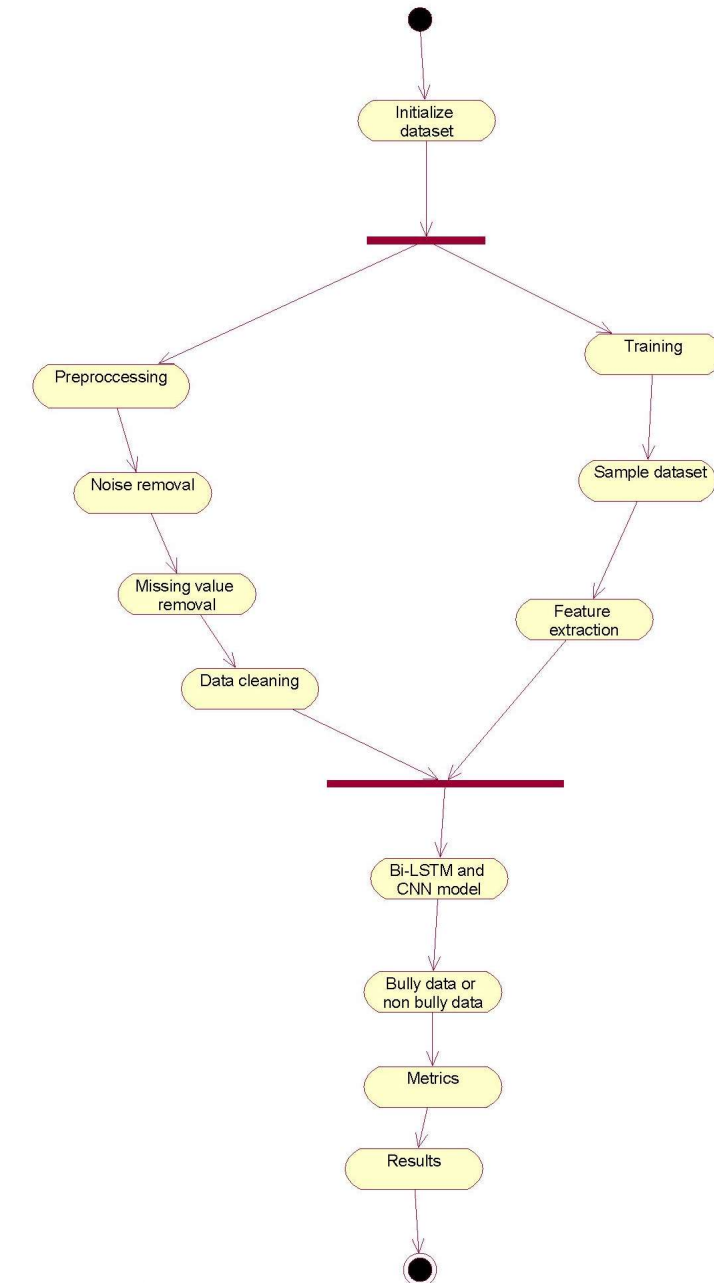 Initialize
dataset
Preproccessing
Noise removal
Missing value
removal
Data cleaning
Training
Sample dataset
Feature
extraction
Bi-LSTM and
CNN model
Bully data or
non bully data
Metrics
Results